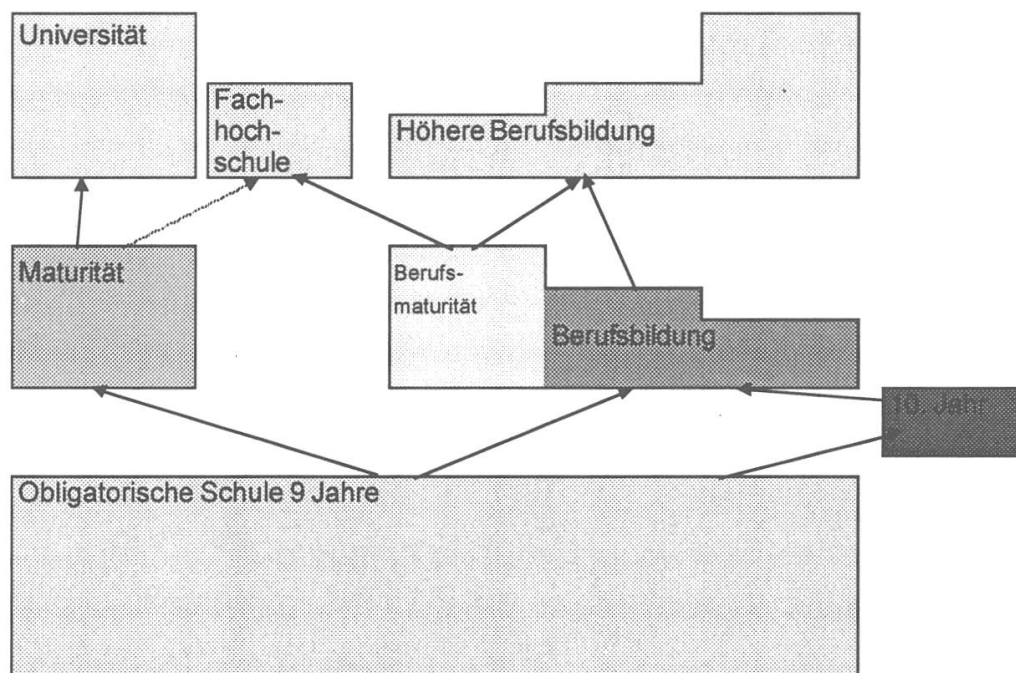 Universität
Fach-
hoch-
schule
Höhere Berufsbildung
Maturität
Berufs-
maturität
Berufsbildung
10. Jahr
Obligatorische Schule 9 Jahre